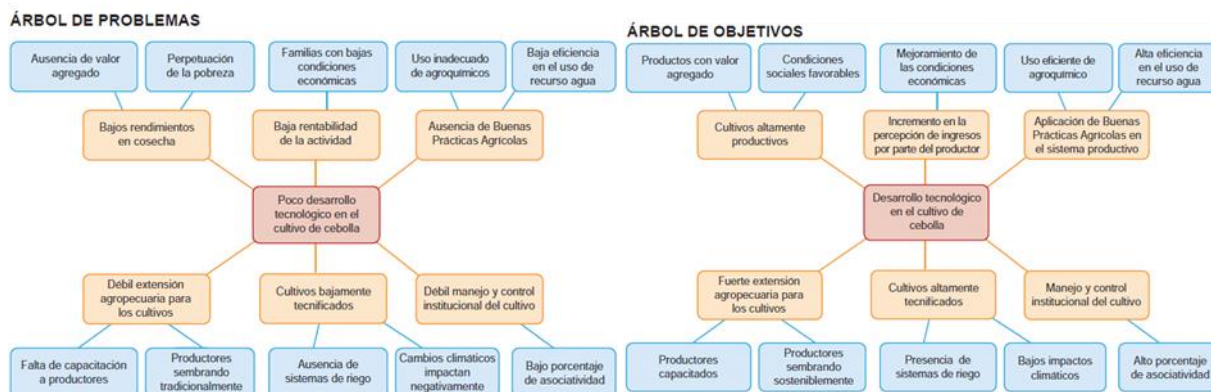 ÁRBOL DE PROBLEMAS
Ausencia de valor
agregado
Perpetuación
de la pobreza
Familias con bajas
condiciones
económicas
Uso inadecuado
de agroquímicos
Baja eficiencia
en el uso de
recurso agua
Bajos rendimientos
en cosecha
Baja rentabilidad
de la actividad
Ausencia de Buenas
Prácticas Agrícolas
Poco desarrollo
tecnológico en el
cultivo de cebolla
Débil extensión
agropecuaria para
los cultivos
Cultivos bajamente
tecnificados
Débil manejo y control
institucional del cultivo
Falta de capacitación
a productores
Productores
sembrando
tradicionalmente
Ausencia de
sistemas de riego
Cambios climáticos
impactan
negativamente
Bajo porcentaje
de asociatividad
ÁRBOL DE OBJETIVOS
Productos con valor
agregado
Condiciones
sociales favorables
Mejoramiento de
las condiciones
económicas
Uso eficiente de
agroquímico
Alta eficiencia
en el uso de
recurso agua
Cultivos altamente
productivos
Incremento en la
percepción de ingresos
por parte del productor
Aplicación de Buenas
Prácticas Agrícolas en
el sistema productivo
Desarrollo tecnológico
en el cultivo de
cebolla
Fuerte extensión
agropecuaria para
los cultivos
Cultivos altamente
tecnificados
Manejo y control
institucional del cultivo
Productores
capacitados
Productores
sembrando
sosteniblemente
Presencia de
sistemas de riego
Bajos impactos
climáticos
Alto porcentaje
de asociatividad